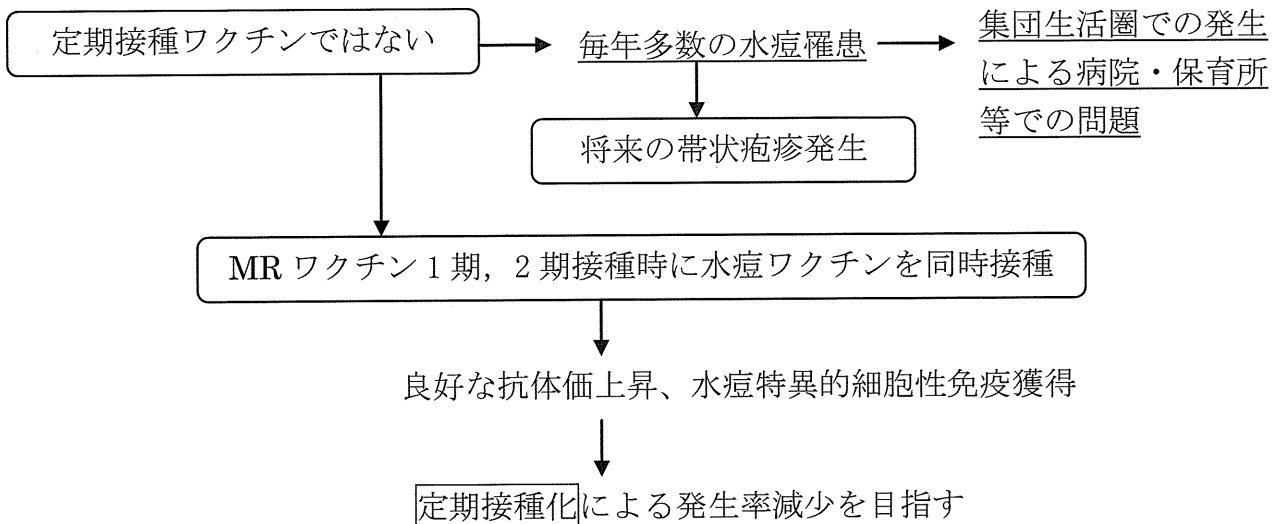 定期接種ワクチンではない
毎年多数の水痘罹患
集団生活圏での発生
による病院・保育所
等での問題
将来の帯状疱疹発生
MR ワクチン 1 期, 2 期接種時に水痘ワクチンを同時接種
良好な抗体価上昇、水痘特異的細胞性免疫獲得
定期接種化による発生率減少を目指す